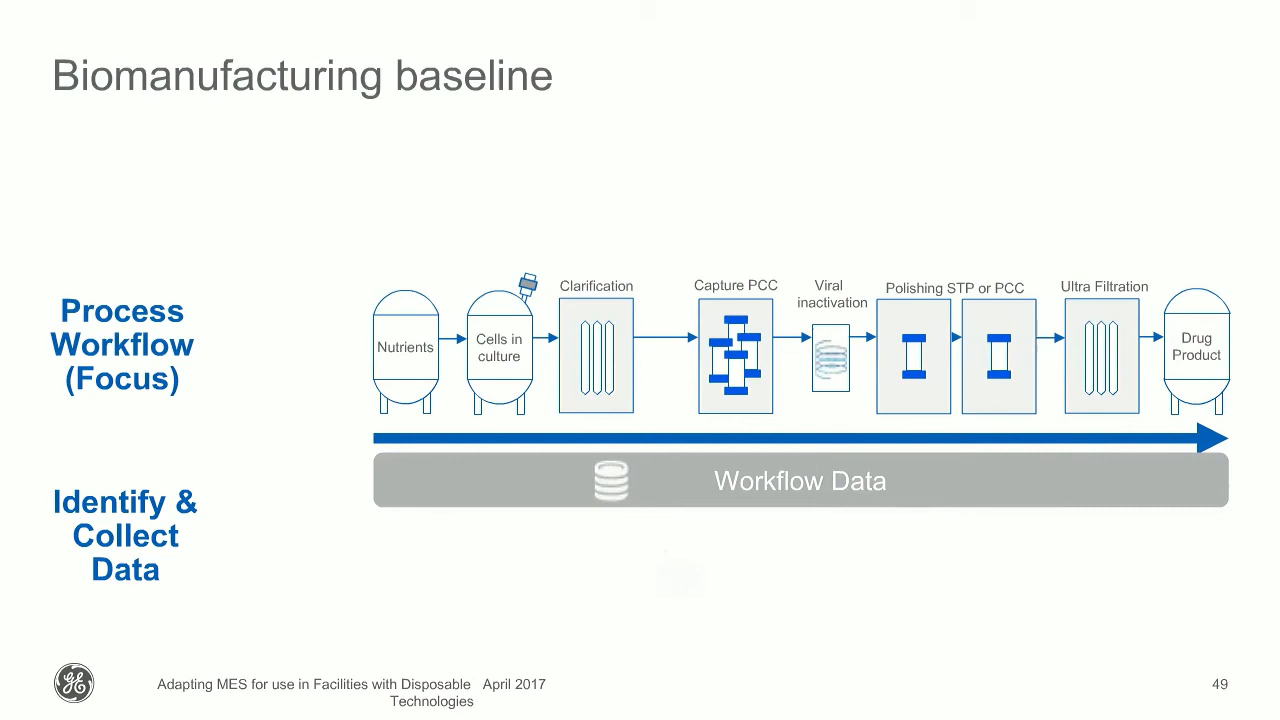 Biomanufacturing baseline
Process
Workflow
(Focus)
Nutrients
Cells in
culture
Clarification
Capture PCC
Viral
inactivation
Polishing STP or PCC
Ultra Filtration
Drug
Product
Workflow Data
Identify &
Collect
Data
Adapting MES for use in Facilities with Disposable April 2017
Technologies
49